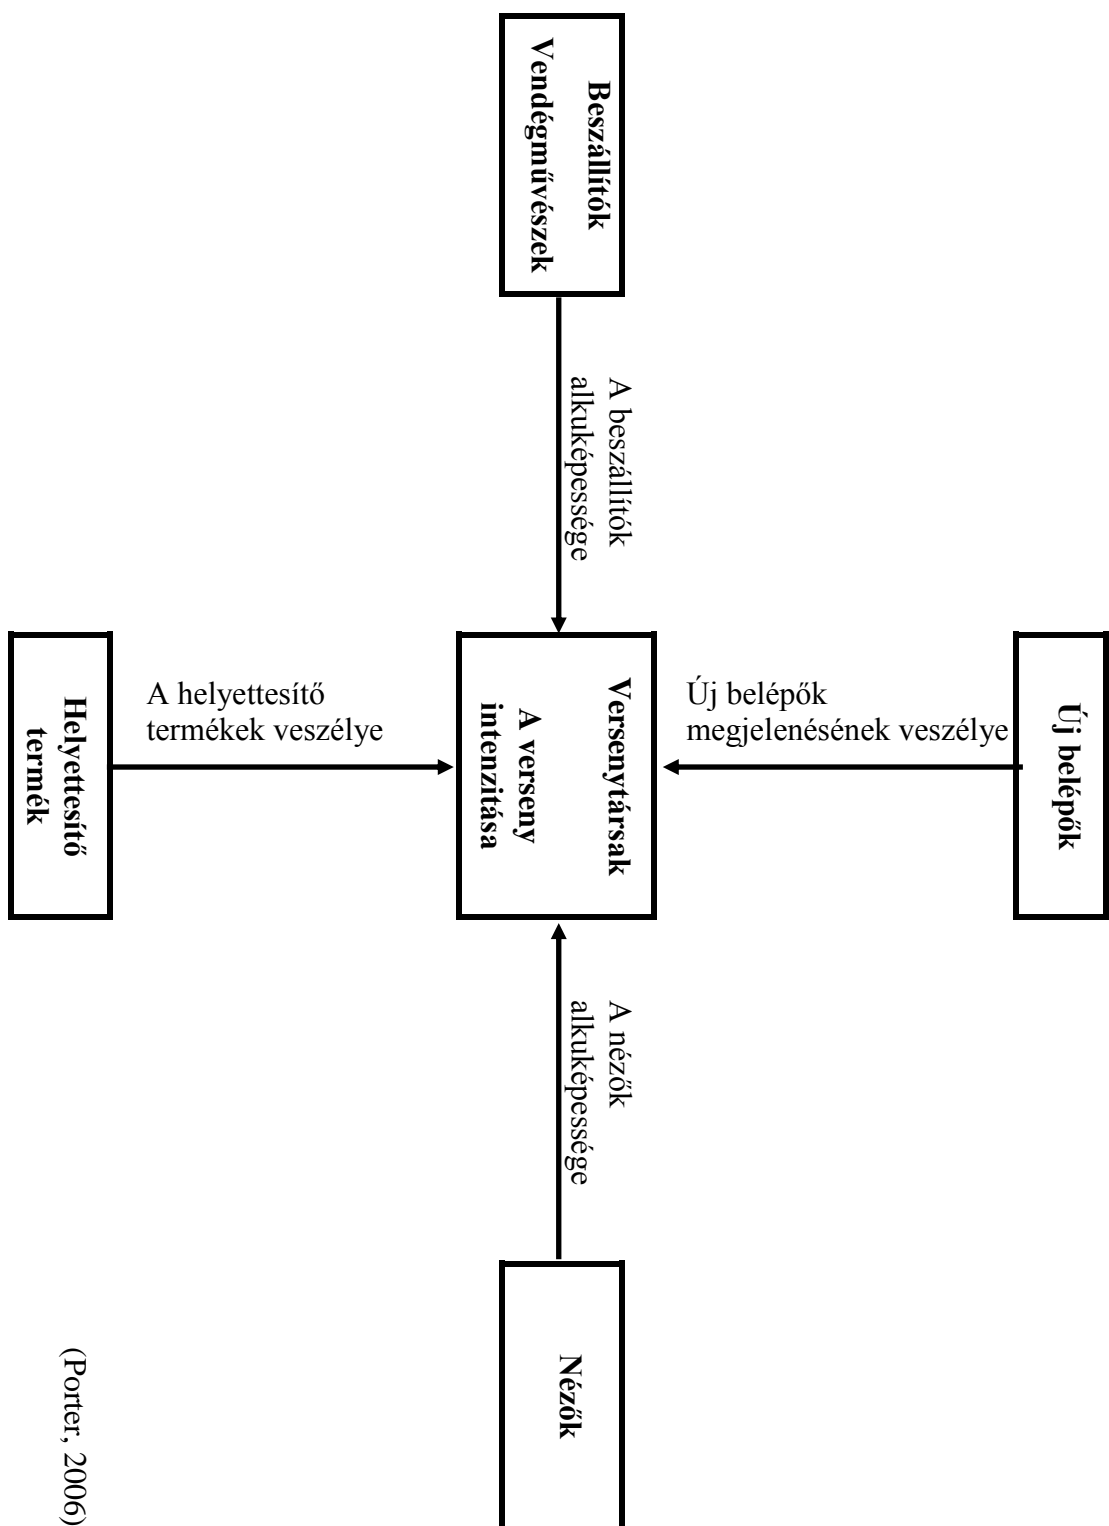 Új belépők
Új belépők
megjelenésének veszélye
Beszállítók
Vendégművészek
A beszállítók
alkuképessége
Versenytársak
A verseny
intenzitása
A nézők
alkuképessége
Nézők
A helyettesítő
termékek veszélye
Helyettesítő
termék
(Porter, 2006)